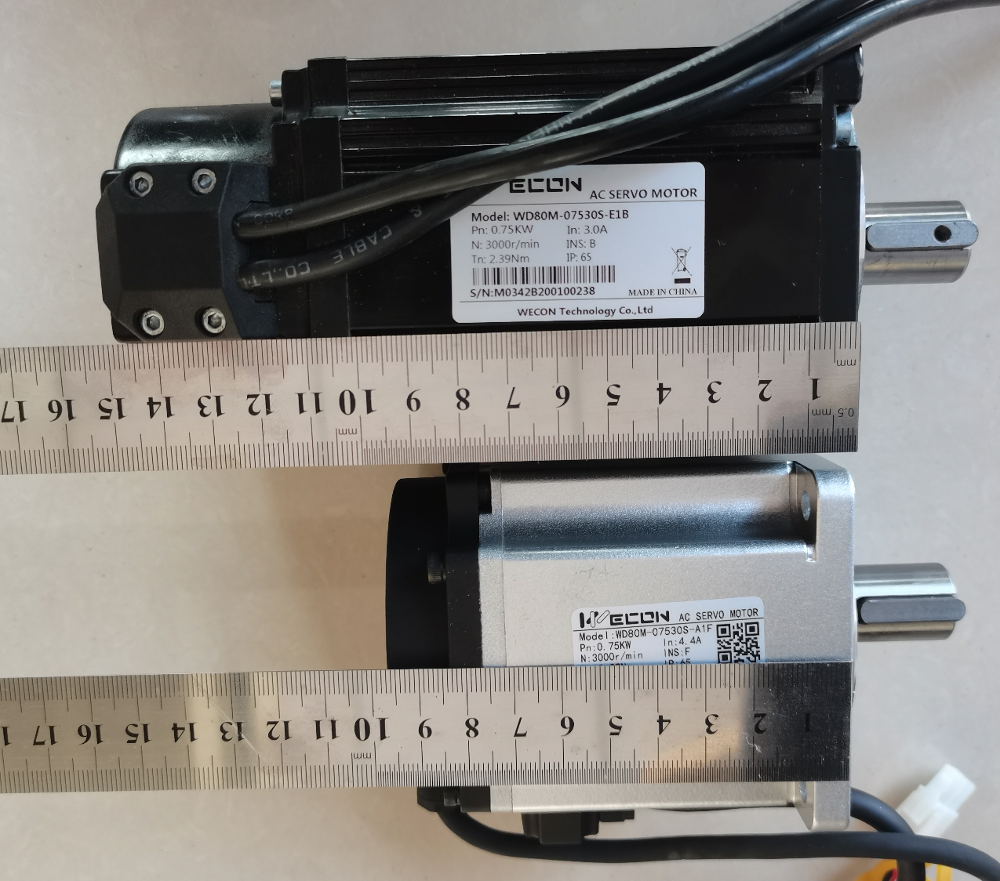 CABLE CO.,LT
ECON AC SERVO MOTOR
Model: WD80M-07530S-E1B
Pn: 0.75KW In: 3.0A
N: 3000r/min INS: B
Tn: 2.39Nm IP: 65
S/N:M0342B200100238 MADE IN CHINA
WECON Technology Co.,Ltd
mm
17 16 15 14 13 12 11 10 9 8 7 6 5 4 3 2 1
mm 0.5 mm 0.5
WECON AC SERVO MOTOR
Model:WD80M-07530S-A1F
Pn:0.75KW In:4.4A
N:3000r/min INS:F
IP:65
1 17 16 15 14 13 12 11 10 9 8 7 6 5 4 3 2 1
mm